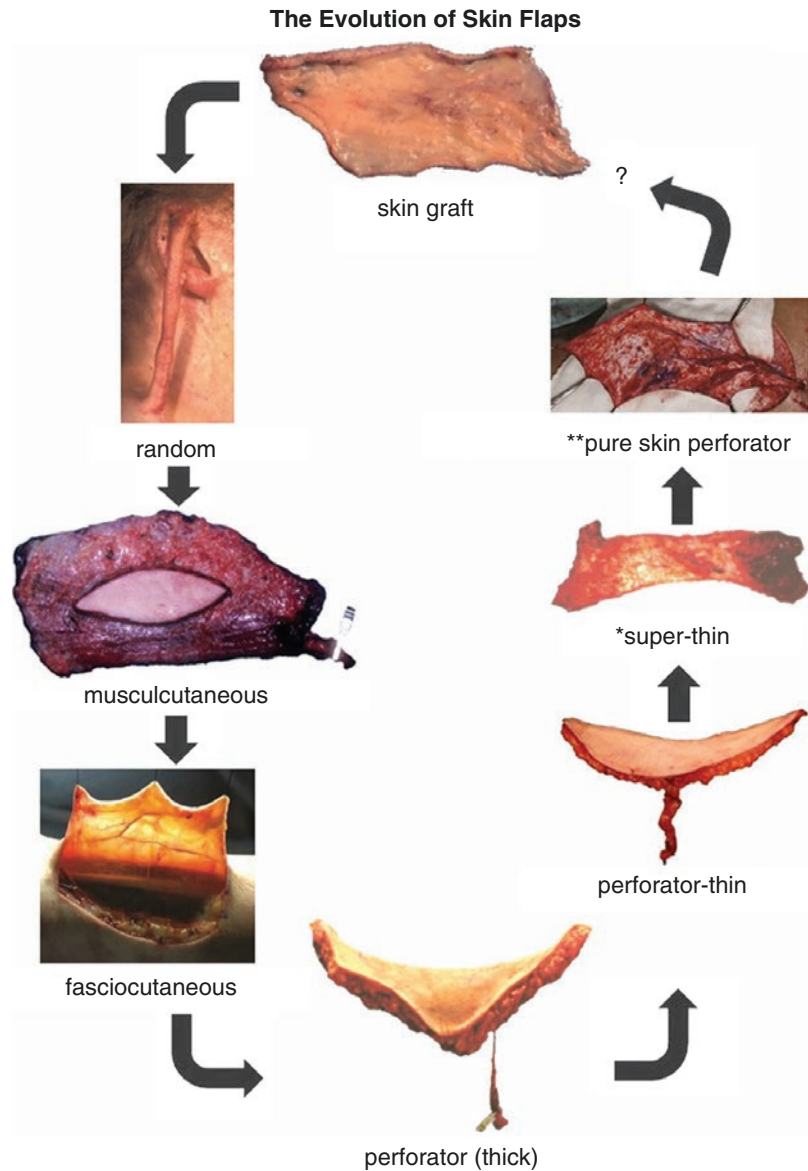 The Evolution of Skin Flaps
skin graft
?
random
**pure skin perforator
musculcutaneous
*super-thin
fasciocutaneous
perforator-thin
perforator (thick)